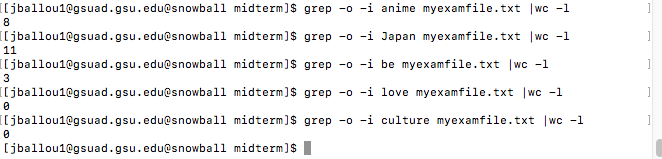 [[jballou1@gsuad.gsu.edu@snowball midterm]$ grep -o -i anime myexamfile.txt |wc -l ]
8
[[jballou1@gsuad.gsu.edu@snowball midterm]$ grep -o -i Japan myexamfile.txt |wc -l ]
11
[[jballou1@gsuad.gsu.edu@snowball midterm]$ grep -o -i be myexamfile.txt |wc -l ]
3
[[jballou1@gsuad.gsu.edu@snowball midterm]$ grep -o -i love myexamfile.txt |wc -l ]
0
[[jballou1@gsuad.gsu.edu@snowball midterm]$ grep -o -i culture myexamfile.txt |wc -l ]
0
[jballou1@gsuad.gsu.edu@snowball midterm]$